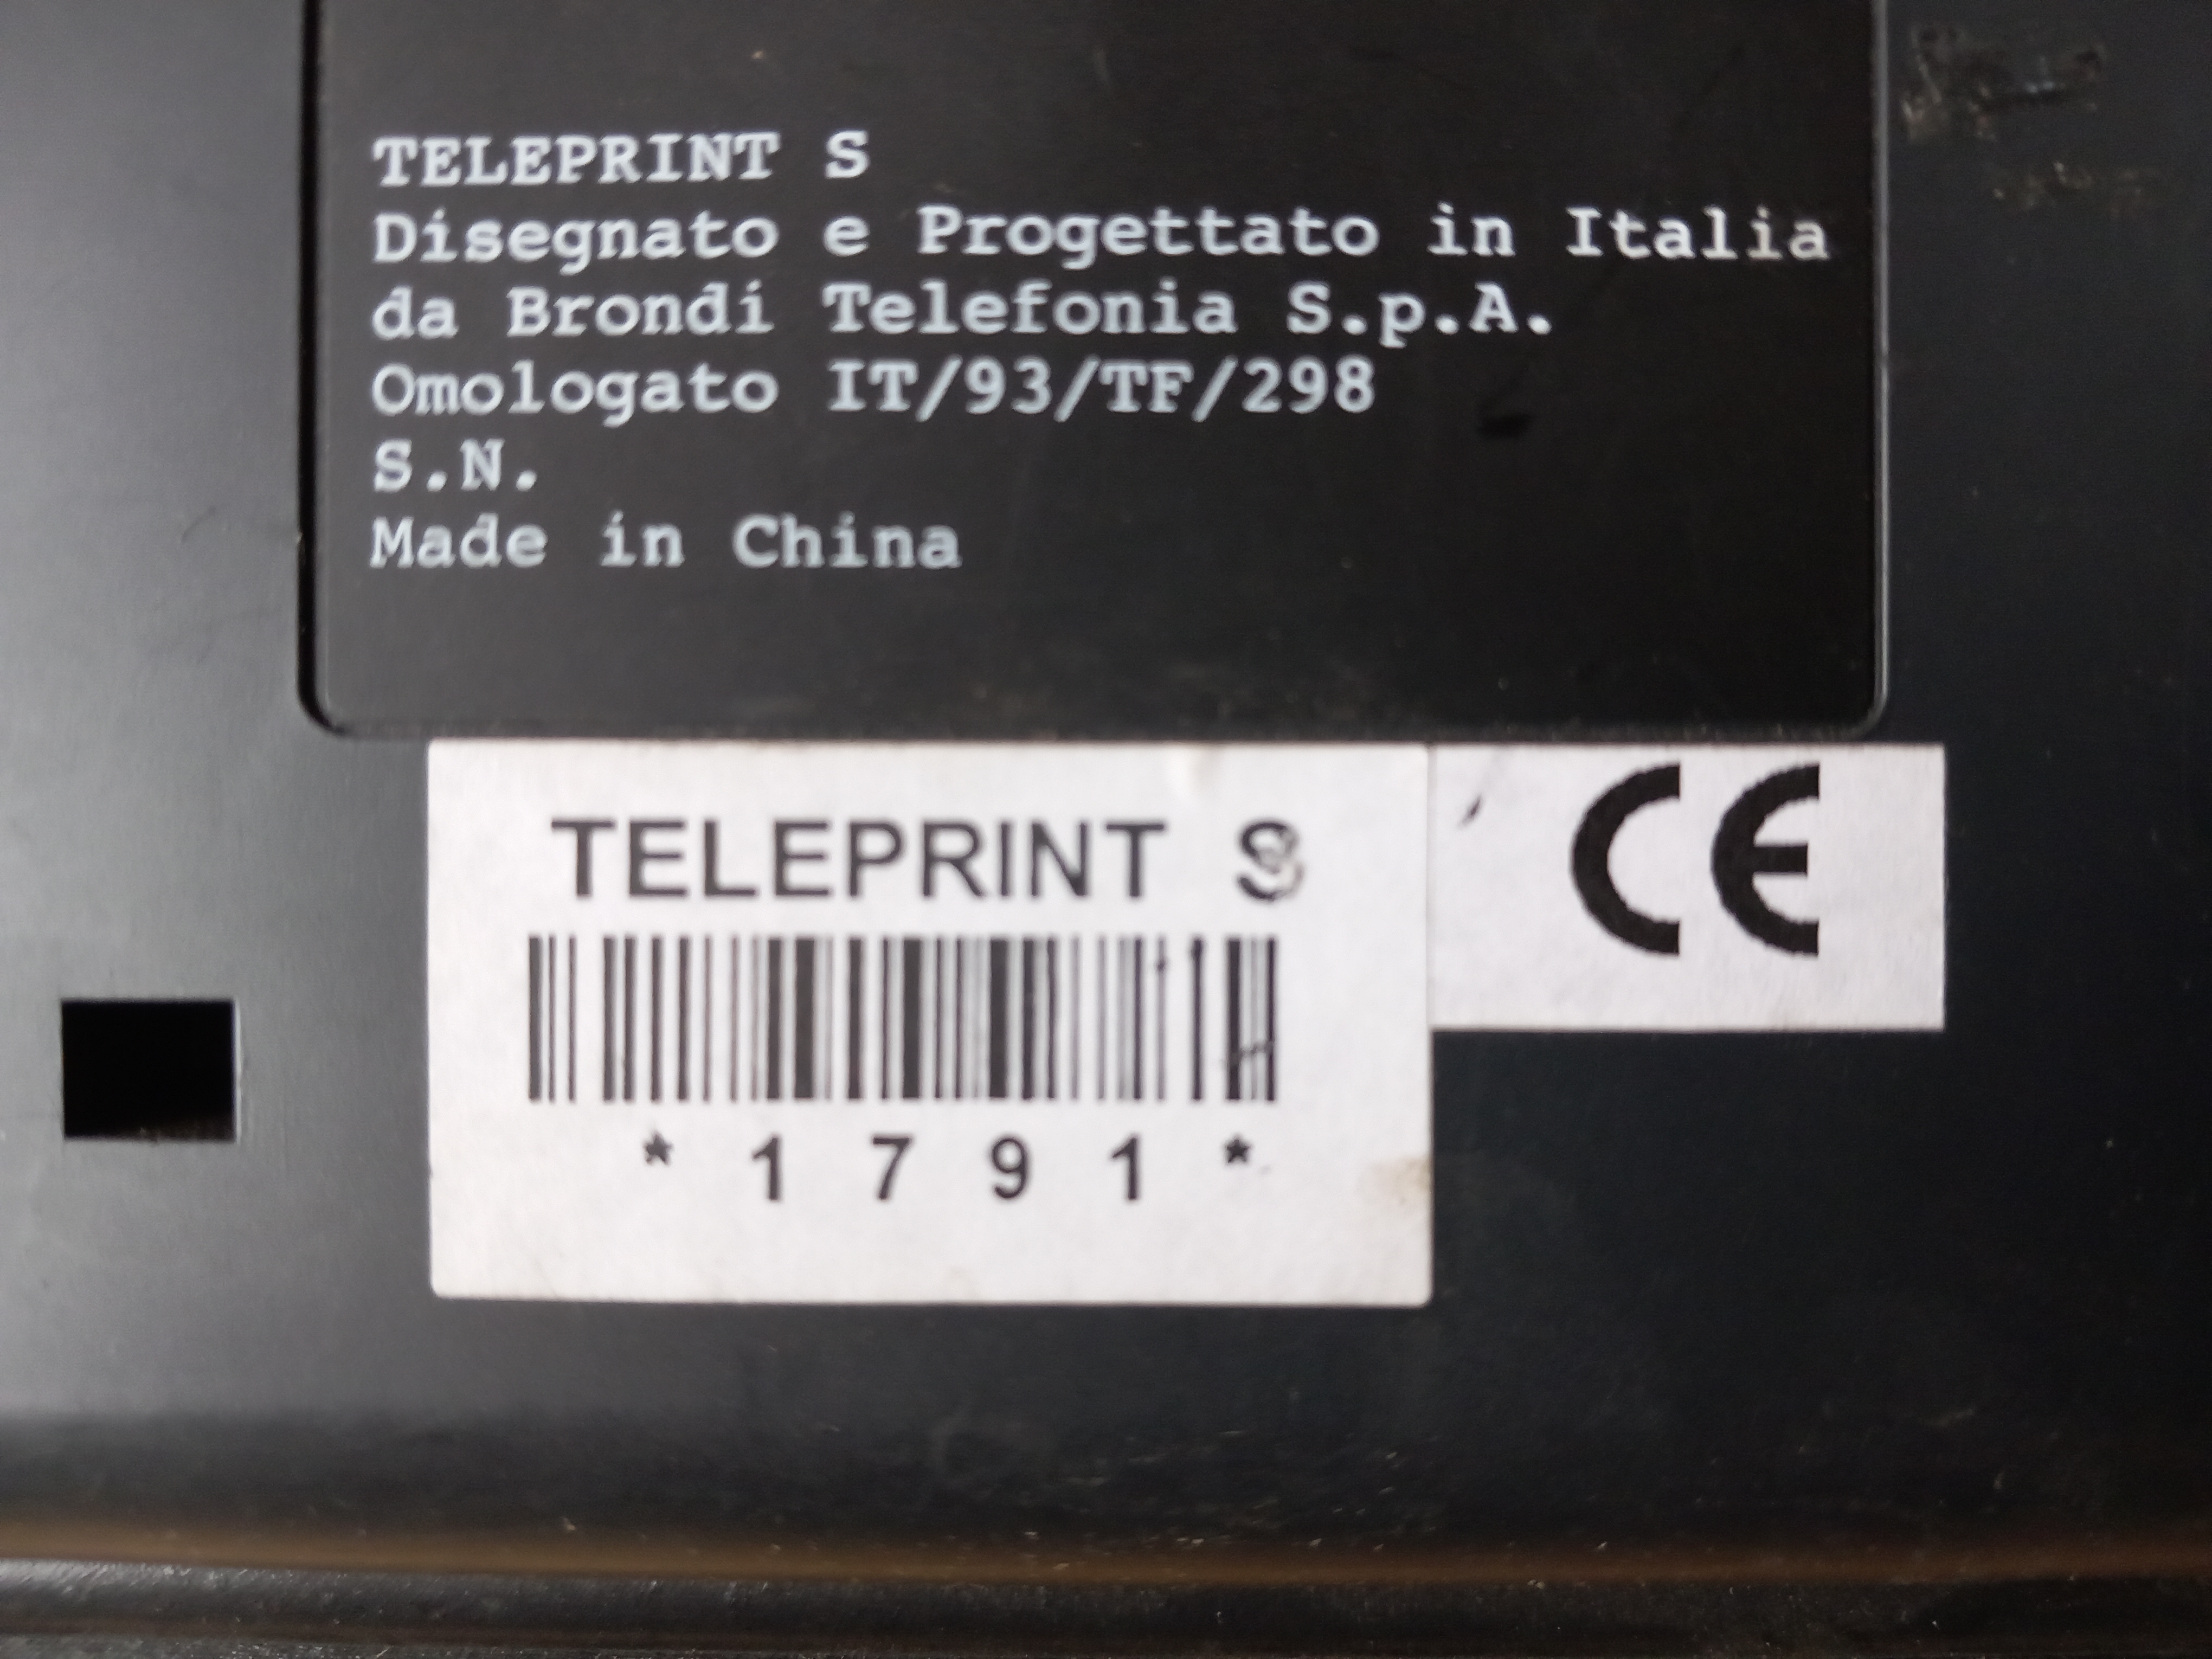 TELEPRINT S
Disegnato e Progettato in Italia
da Brondi Telefonia S.p.A.
Omologato IT/93/TF/298
S.N.
Made in China
TELEPRINT S
CE
*1791*